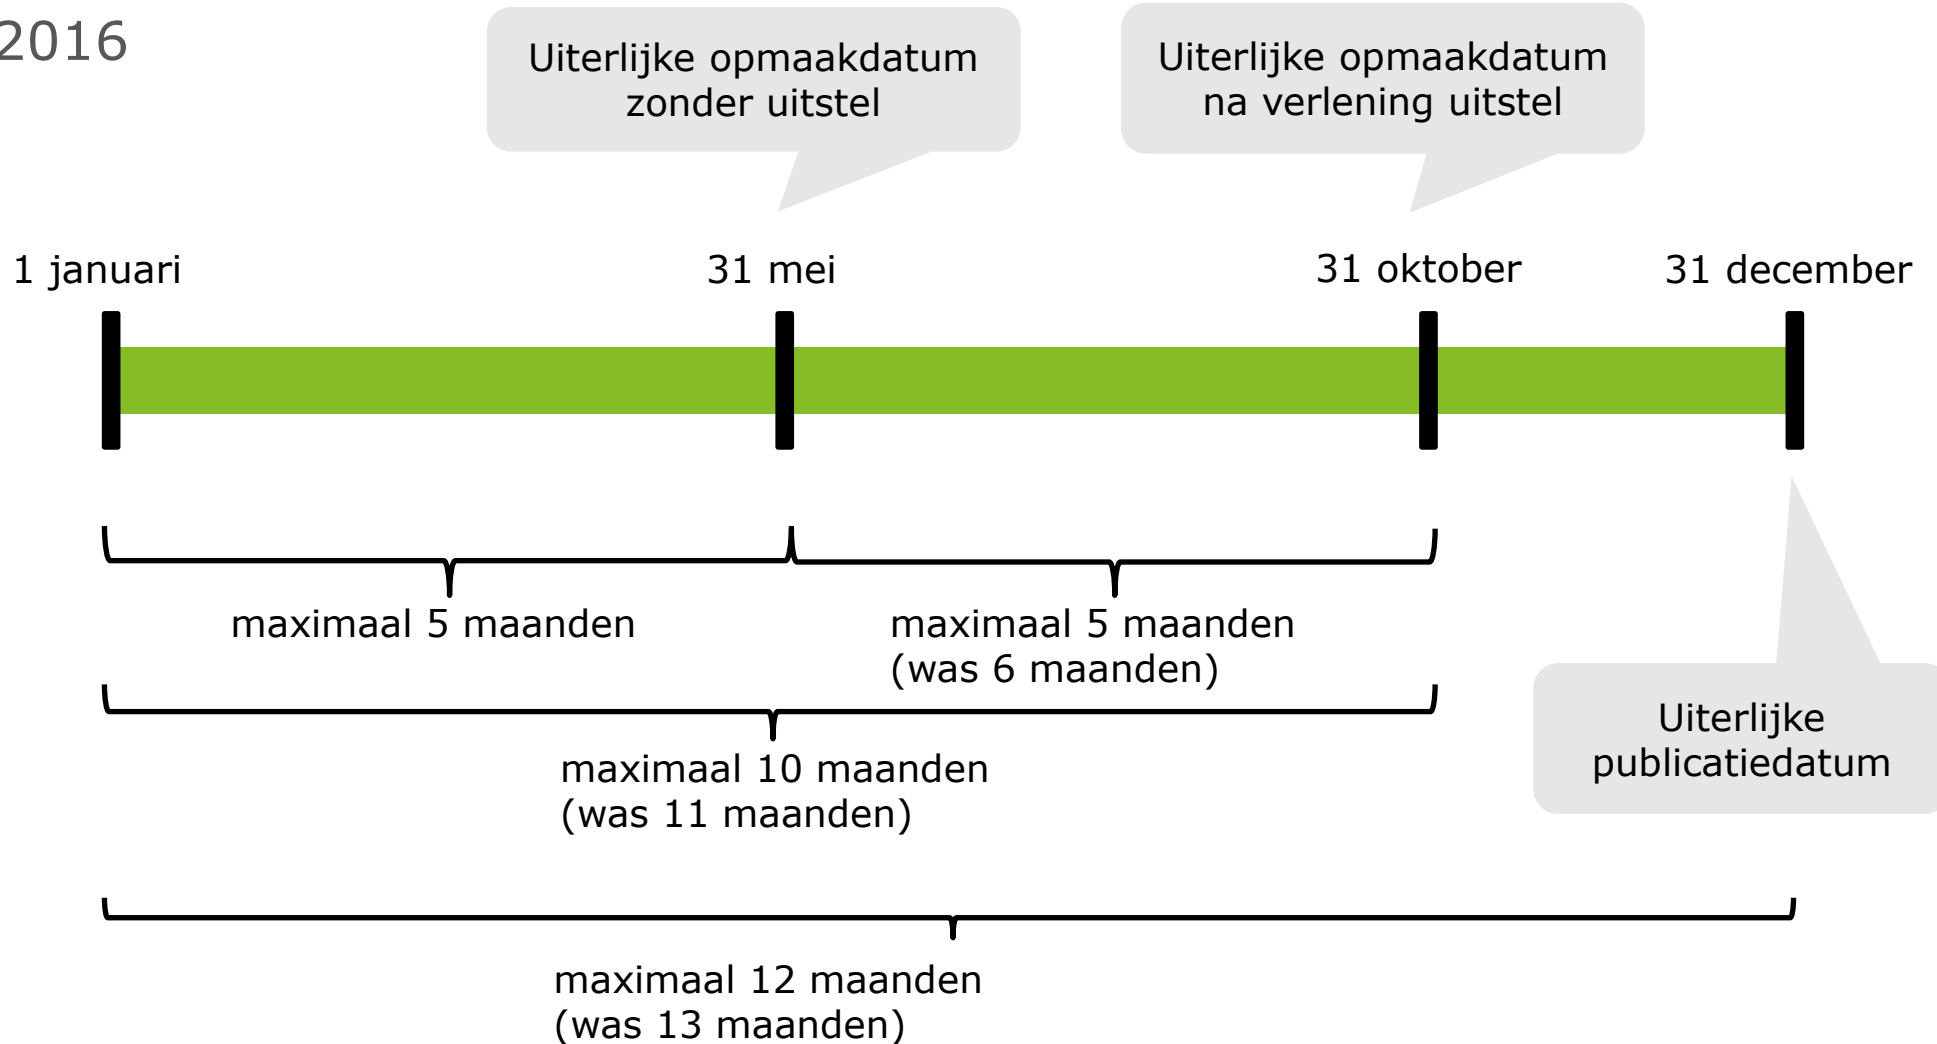 2016
Uiterlijke opmaakdatum
zonder uitstel
Uiterlijke opmaakdatum
na verlening uitstel
1 januari
31 mei
31 oktober
31 december
maximaal 5 maanden
maximaal 5 maanden
(was 6 maanden)
maximaal 10 maanden
(was 11 maanden)
Uiterlijke
publicatiedatum
maximaal 12 maanden
(was 13 maanden)